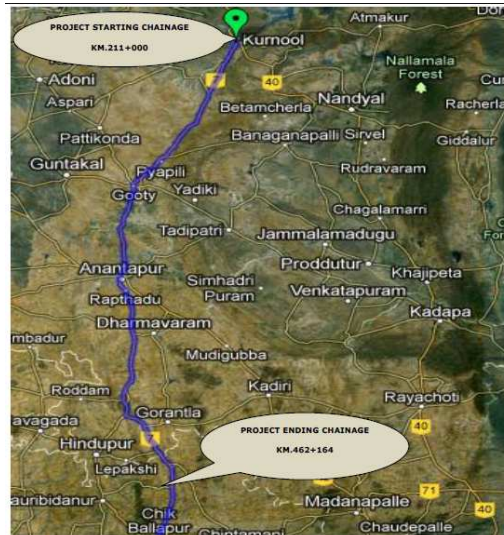 PROJECT STARTING CHAINAGE
KM.211+000
Atmakur
Kurnool
Nallamala
Forest
Adoni
7
40
Aspari
Betamcherla
Nandyal
Racherla
Pattikonda
Banaganapalli
Sirvel
Giddalur
Guntakal
Pyapili
Rudravaram
Gooty
Yadiki
Chagalamarri
Tadipatri
Jammalamadugu
Anantapur
Proddutur
Khajipeta
Simhadri
Puram
Venkatapuram
Rapthadu
Kadapa
Dharmavaram
mbadur
Mudigubba
Roddam
Kadiri
Rayachoti
avagada
Gorantla
40
PROJECT ENDING CHAINAGE
KM.462+164
Hindupur
Lepakshi
71
auribidanur
Madanapalle
40
Chik
Ballapur
Chintamani
Chaudepalle